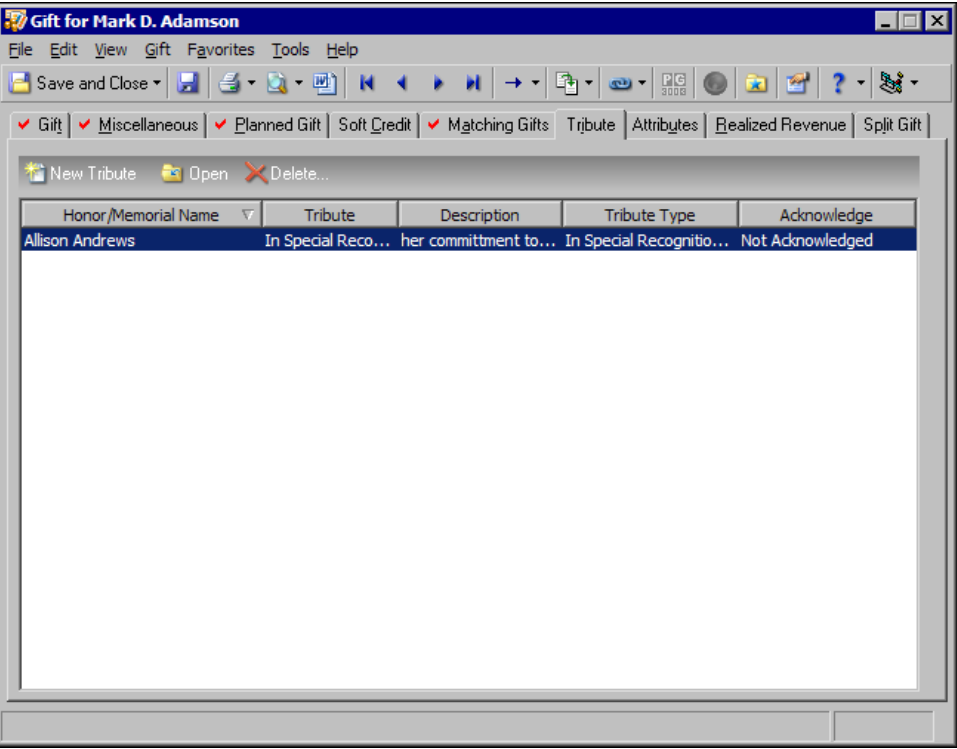 Gift for Mark D. Adamson
File Edit View Gift Favorites Tools Help
Save and Close
Gift Miscellaneous Planned Gift Soft Credit Matching Gifts Tribute Attributes Realized Revenue Split Gift
New Tribute Open Delete...
Honor/Memorial Name Tribute Description Tribute Type Acknowledge
Allison Andrews In Special Reco... her committment to... In Special Recognitio... Not Acknowledged